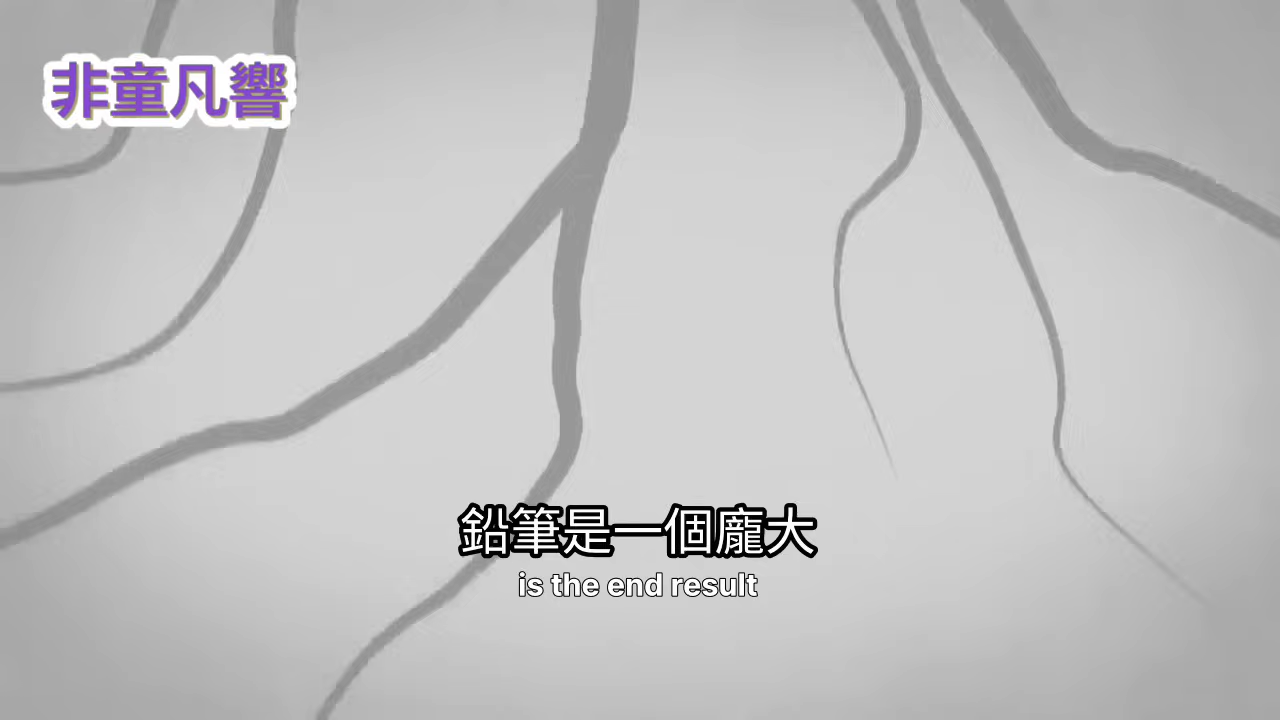 非童凡響
鉛筆是一個龐大
is the end result